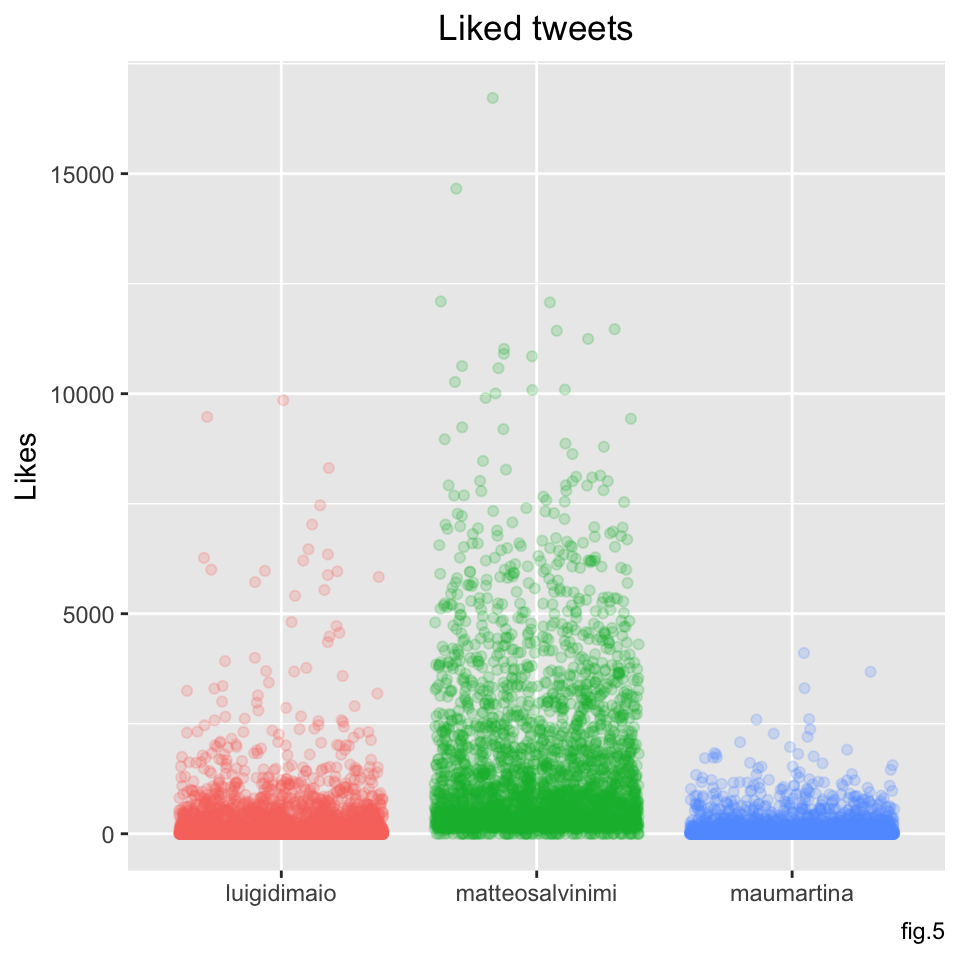 Liked tweets
Likes
15000
10000
5000
0
luigidimaio
matteosalvinimi
maumartina
fig.5